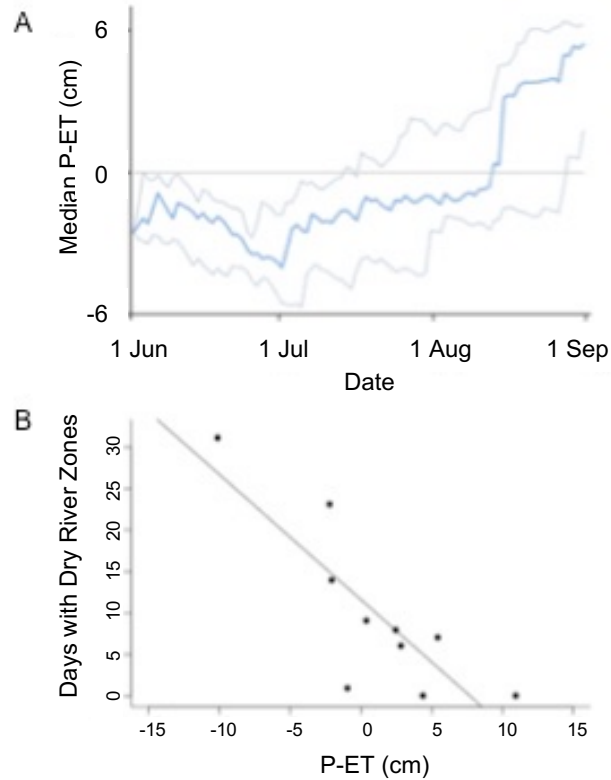 A
Median P-ET (cm)
6
0
-6
1 Jun
1 Jul
1 Aug
1 Sep
Date
B
Days with Dry River Zones
30
25
20
15
10
5
0
-15
-10
-5
0
5
10
15
P-ET (cm)